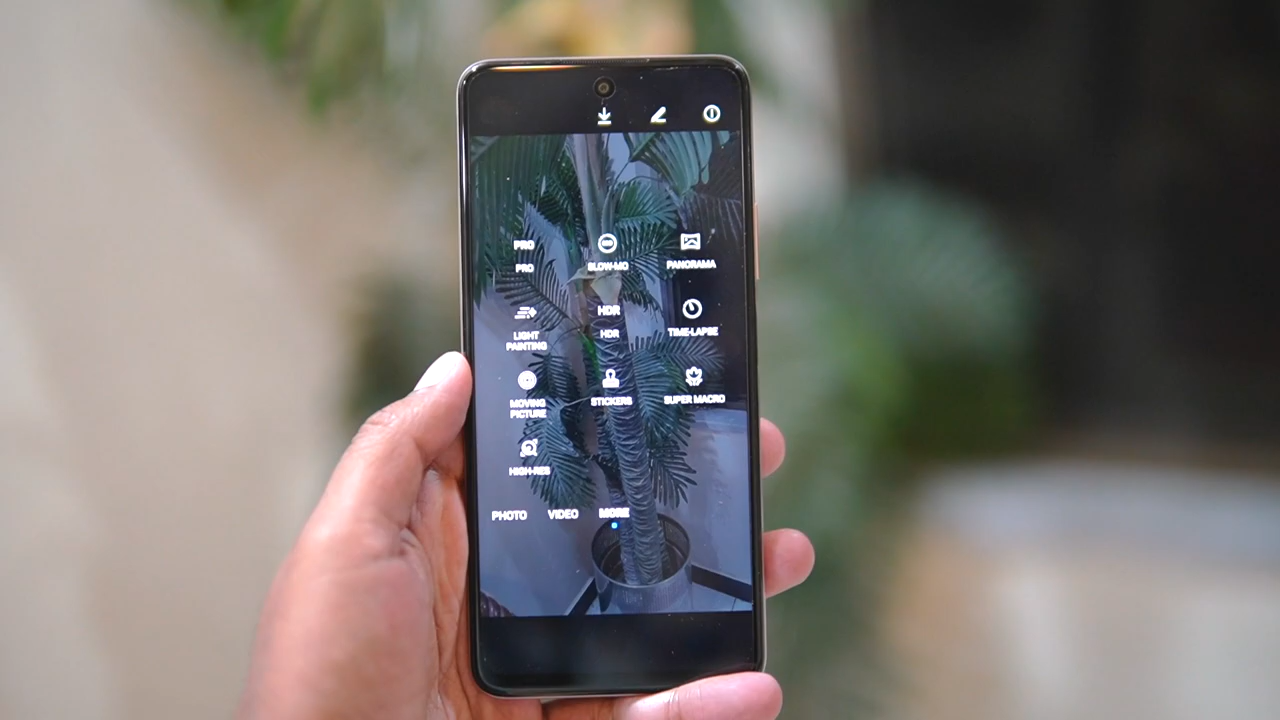 PRO
SLOW-MO
PANORAMA
PRO
HDR
LIGHT
PAINTING
HDR
TIME-LAPSE
MOVING
PICTURE
STICKERS
SUPER MACRO
HIGH-RES
PHOTO VIDEO MORE